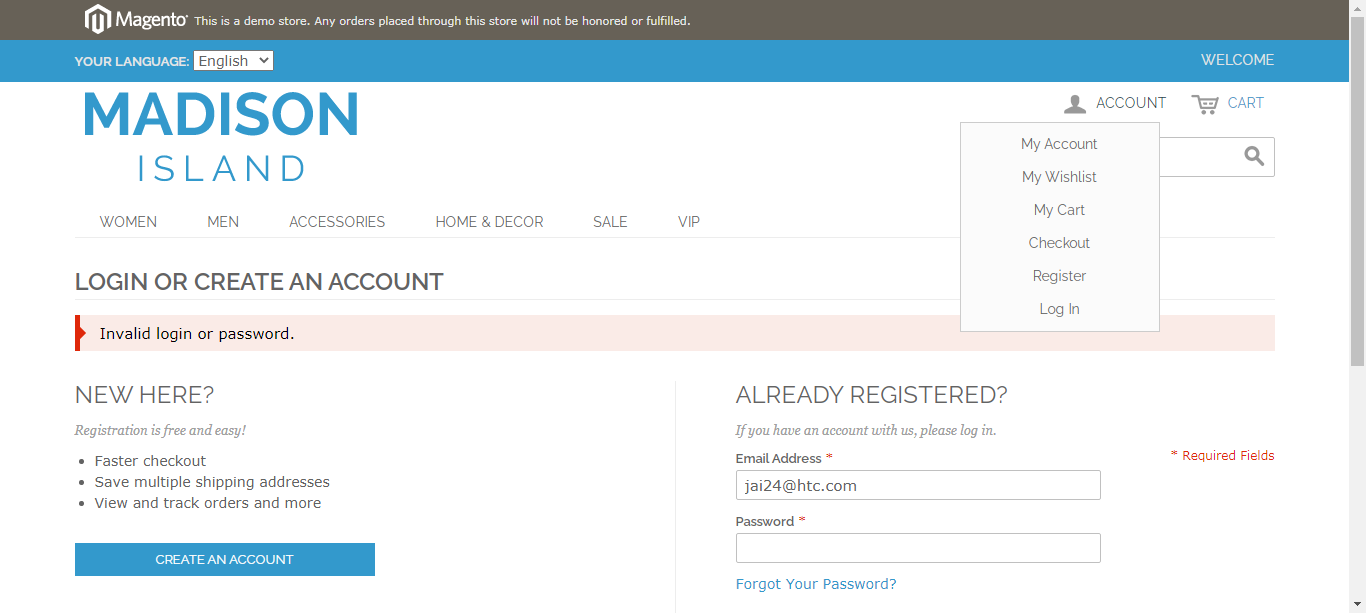 Magento This is a demo store. Any orders placed through this store will not be honored or fulfilled.
YOUR LANGUAGE: English WELCOME
MADISON
ISLAND
ACCOUNT CART
My Account
My Wishlist
My Cart
Checkout
Register
Log In
WOMEN MEN ACCESSORIES HOME & DECOR SALE VIP
LOGIN OR CREATE AN ACCOUNT
Invalid login or password.
NEW HERE?
Registration is free and easy!
• Faster checkout
• Save multiple shipping addresses
• View and track orders and more
CREATE AN ACCOUNT
ALREADY REGISTERED?
If you have an account with us, please log in.
* Required Fields
Email Address *
jai24@htc.com
Password *
Forgot Your Password?